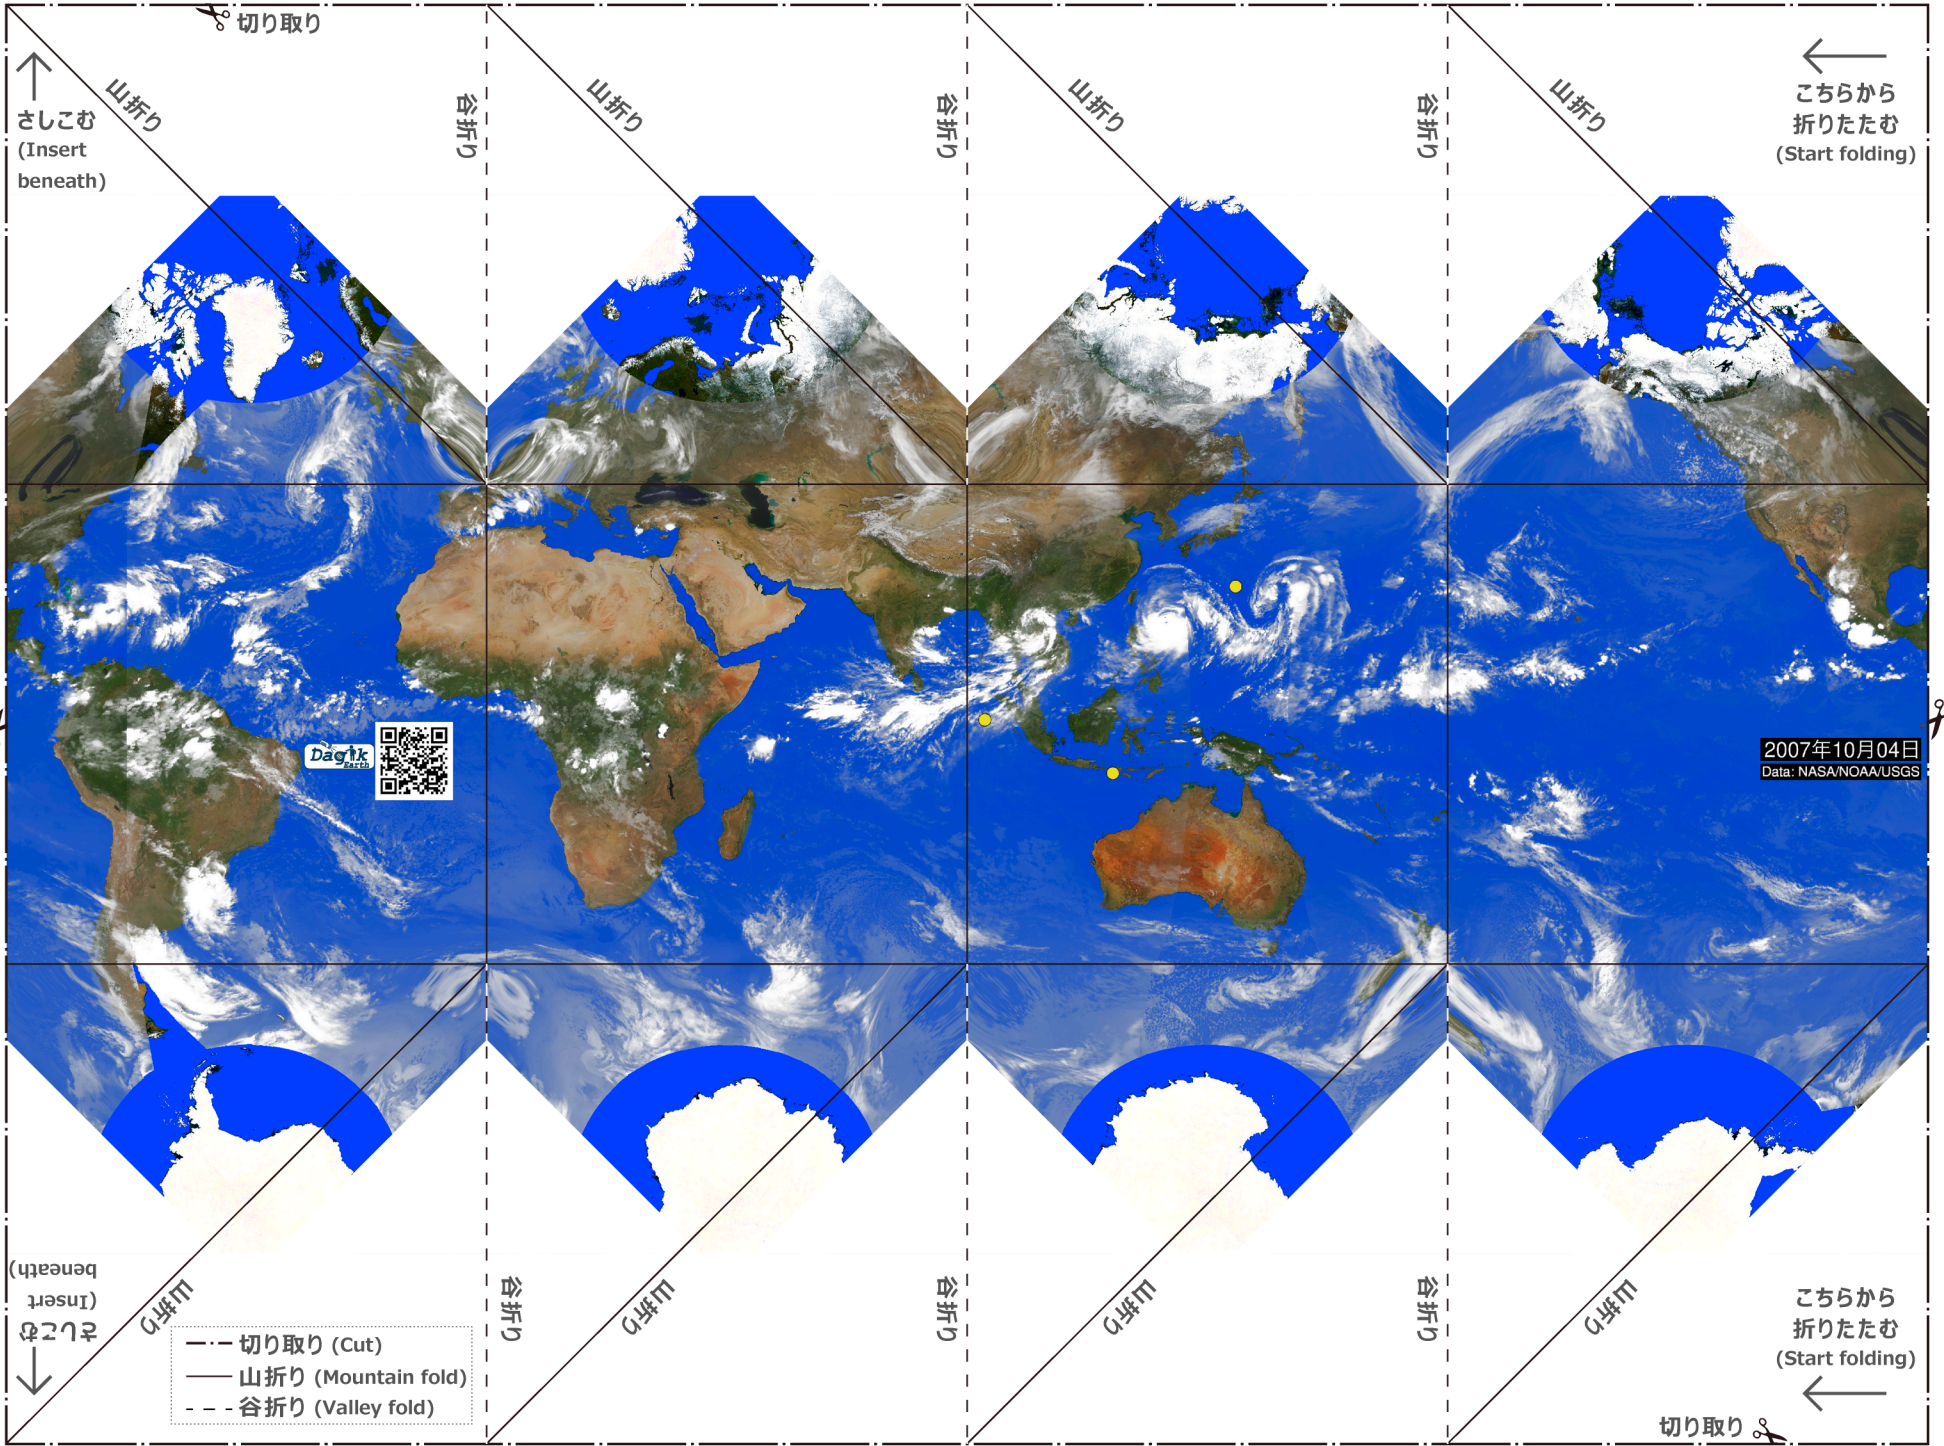 切り取り
山折り
谷折り
山折り
谷折り
山折り
谷折り
山折り
さしこむ
(Insert
beneath)
こちらから
折りたたむ
(Start folding)
Dagik
Earth
2007年10月04日
Data: NASA/NOAA/USGS
さしこむ
(Insert
beneath)
山折り
谷折り
山折り
谷折り
山折り
谷折り
山折り
こちらから
折りたたむ
(Start folding)
切り取り (Cut)
山折り (Mountain fold)
谷折り (Valley fold)
切り取り